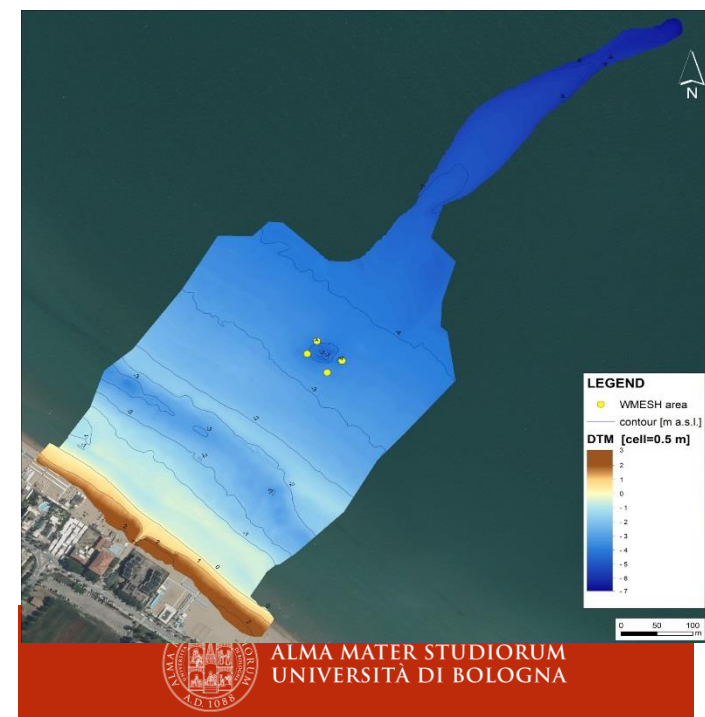 N
LEGEND
WMESH area
contour [m a.s.l.]
DTM [cell=0.5 m]
3
2
1
0
- 1
- 2
- 3
- 4
- 5
- 6
- 7
0 50 100
m
ALMA MATER STUDIORUM
UNIVERSITÀ DI BOLOGNA
A.D. 1088